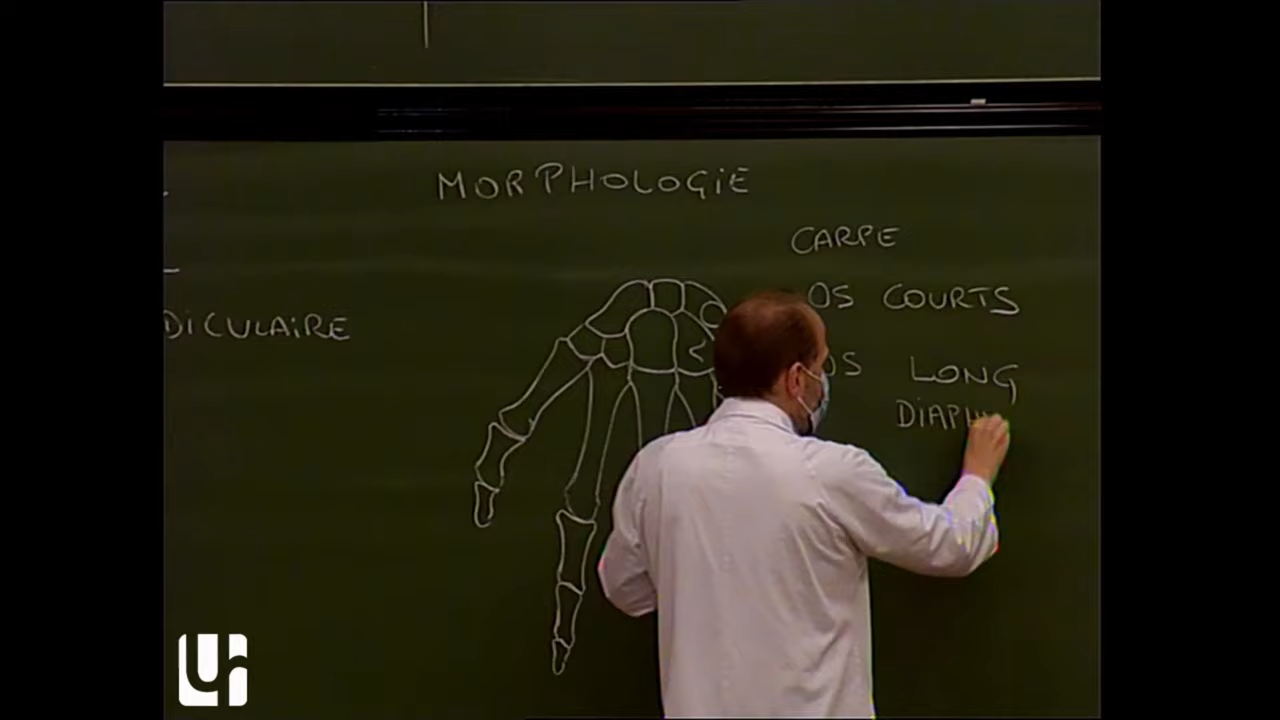 MORPHOLOGIE
CARPE
OS COURTS
DICULAIRE
OS LONG